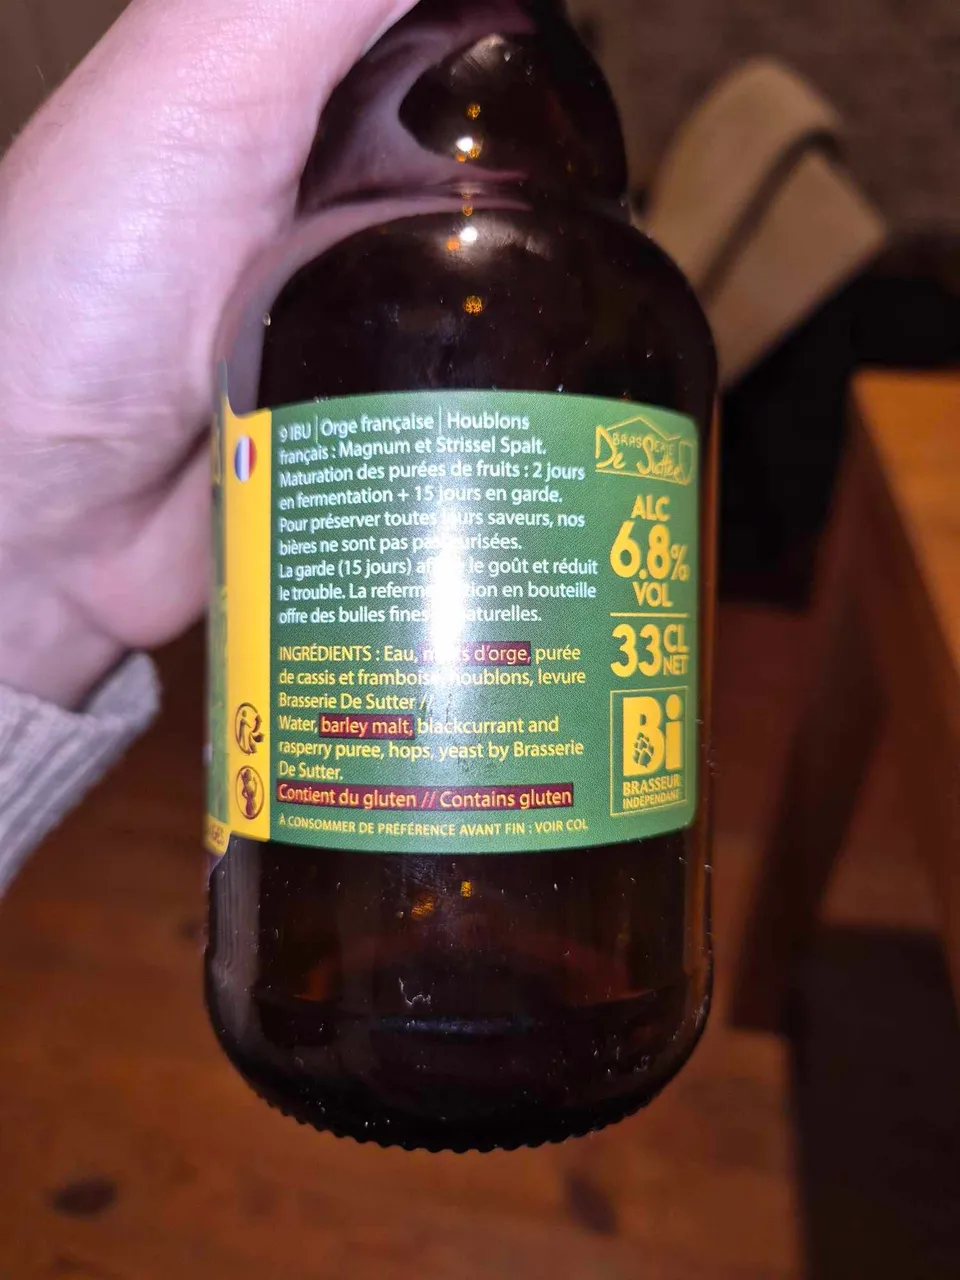 9 IBU | Orge française | Houblons
français : Magnum et Strissel Spalt.
Maturation des purées de fruits : 2 jours
en fermentation + 15 jours en garde.
Pour préserver toutes saveurs, nos
bières ne sont pas
La garde (15 jours) le goût et réduit
le trouble. La en bouteille
offre des bulles fines
INGRÉDIENTS : Eau, d'orge, purée
de cassis et framboise, houblons, levure
Brasserie De Sutter //
Water, barley malt, blackcurrant and
rasperry puree, hops, yeast by Brasserie
De Sutter.
Contient du gluten // Contains gluten
À CONSOMMER DE PRÉFÉRENCE AVANT FIN : VOIR COL
BRASSERIE
De Sutter
ALC
6.8%
VOL
33 CL
NET
Bi
BRASSEUR
INDÉPENDANT